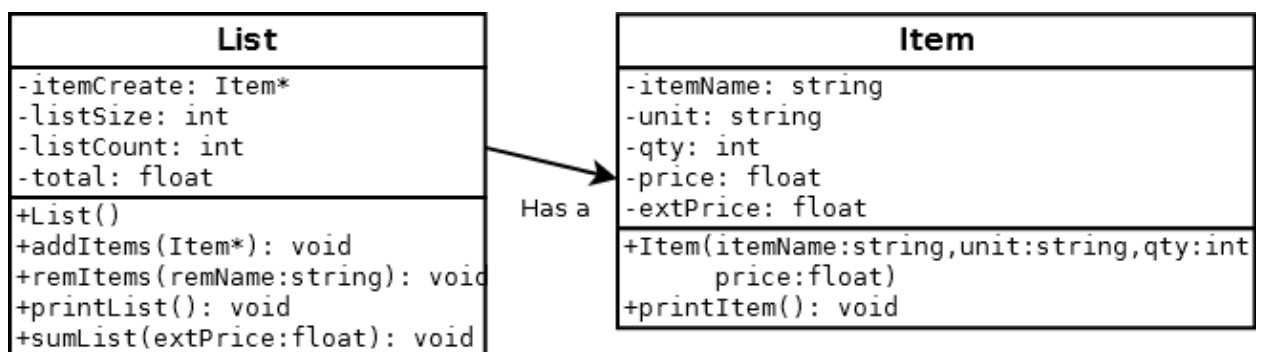 List
-itemCreate: Item*
-listSize: int
-listCount: int
-total: float
+List()
+addItems(Item*): void
+remItems(remName:string): void
+printList(): void
+sumList(extPrice:float): void
Has a
Item
-itemName: string
-unit: string
-qty: int
-price: float
-extPrice: float
+Item(itemName:string,unit:string,qty:int
price:float)
+printItem(): void